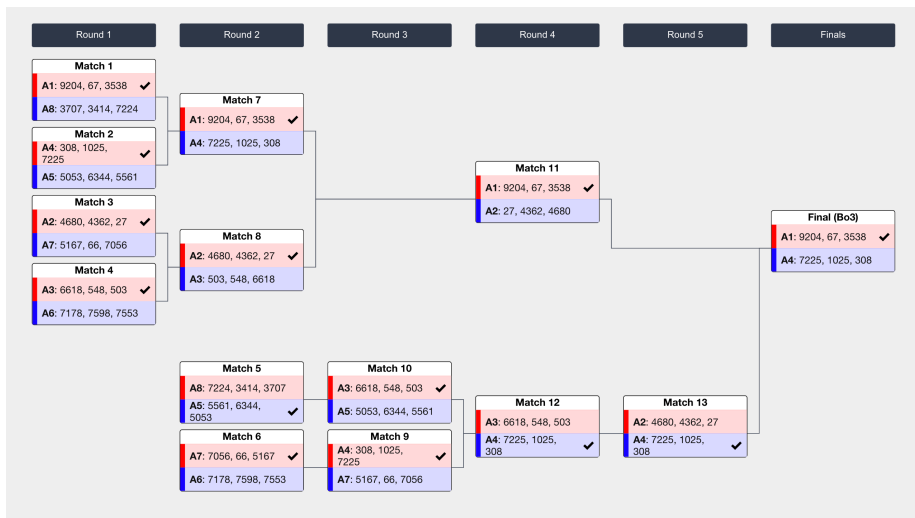 Round 1
Round 2
Round 3
Round 4
Round 5
Finals
Match 1
A1: 9204, 67, 3538 ✔
A8: 3707, 3414, 7224
Match 2
A4: 308, 1025,
7225 ✔
A5: 5053, 6344, 5561
Match 3
A2: 4680, 4362, 27 ✔
A7: 5167, 66, 7056
Match 4
A3: 6618, 548, 503 ✔
A6: 7178, 7598, 7553
Match 7
A1: 9204, 67, 3538 ✔
A4: 7225, 1025, 308
Match 8
A2: 4680, 4362, 27 ✔
A3: 503, 548, 6618
Match 5
A8: 7224, 3414, 3707
A5: 5561, 6344,
5053 ✔
Match 6
A7: 7056, 66, 5167 ✔
A6: 7178, 7598, 7553
Match 10
A3: 6618, 548, 503 ✔
A5: 5053, 6344, 5561
Match 9
A4: 308, 1025,
7225 ✔
A7: 5167, 66, 7056
Match 11
A1: 9204, 67, 3538 ✔
A2: 27, 4362, 4680
Match 12
A3: 6618, 548, 503
A4: 7225, 1025,
308 ✔
Match 13
A2: 4680, 4362, 27
A4: 7225, 1025,
308 ✔
Final (Bo3)
A1: 9204, 67, 3538 ✔
A4: 7225, 1025, 308